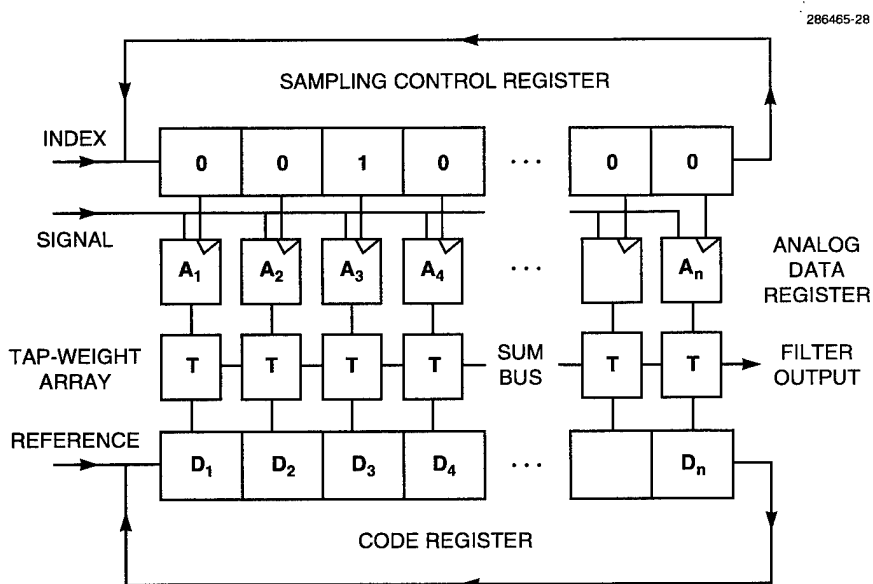 286465-28
SAMPLING CONTROL REGISTER
INDEX
0 0 1 0 ··· 0 0
SIGNAL
A₁ A₂ A₃ A₄ ··· Aₙ
ANALOG
DATA
REGISTER
TAP-WEIGHT
ARRAY
T T T T
SUM
BUS
T T
FILTER
OUTPUT
REFERENCE
D₁ D₂ D₃ D₄ ··· Dₙ
CODE REGISTER